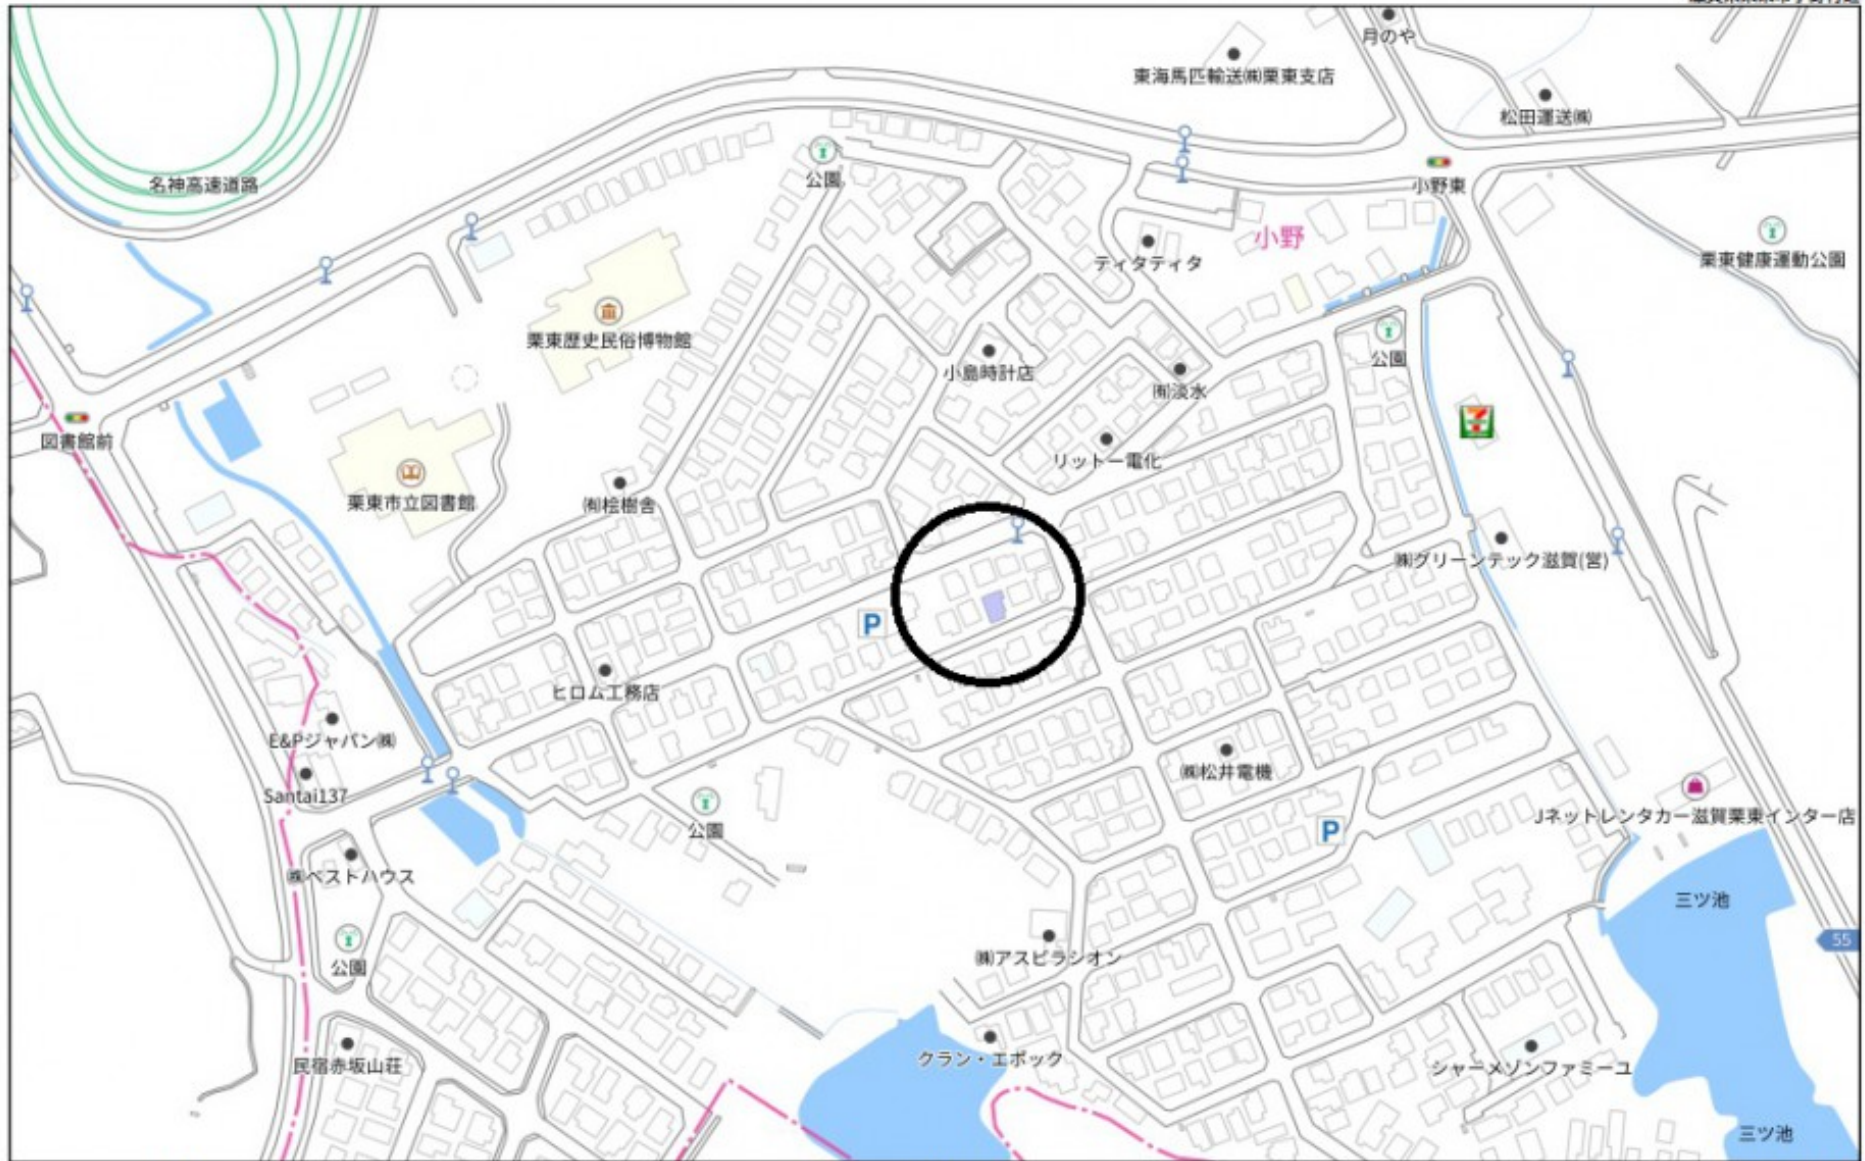 月のや
東海馬匹輸送㈱栗東支店
松田運送㈱
名神高速道路
公園
小野東
小野
ティタティタ
栗東健康運動公園
栗東歴史民俗博物館
小島時計店
公園
㈲淡水
図書館前
リットー電化
栗東市立図書館
㈲桧樹舎
㈱グリーンテック滋賀(営)
P
ヒロム工務店
E&Pジャパン㈱
㈱松井電機
Santai137
公園
P
Jネットレンタカー滋賀栗東インター店
㈱ベストハウス
三ツ池
55
㈱アスピラシオン
公園
クラン・エポック
民宿赤坂山荘
シャーメゾンファミーユ
三ツ池